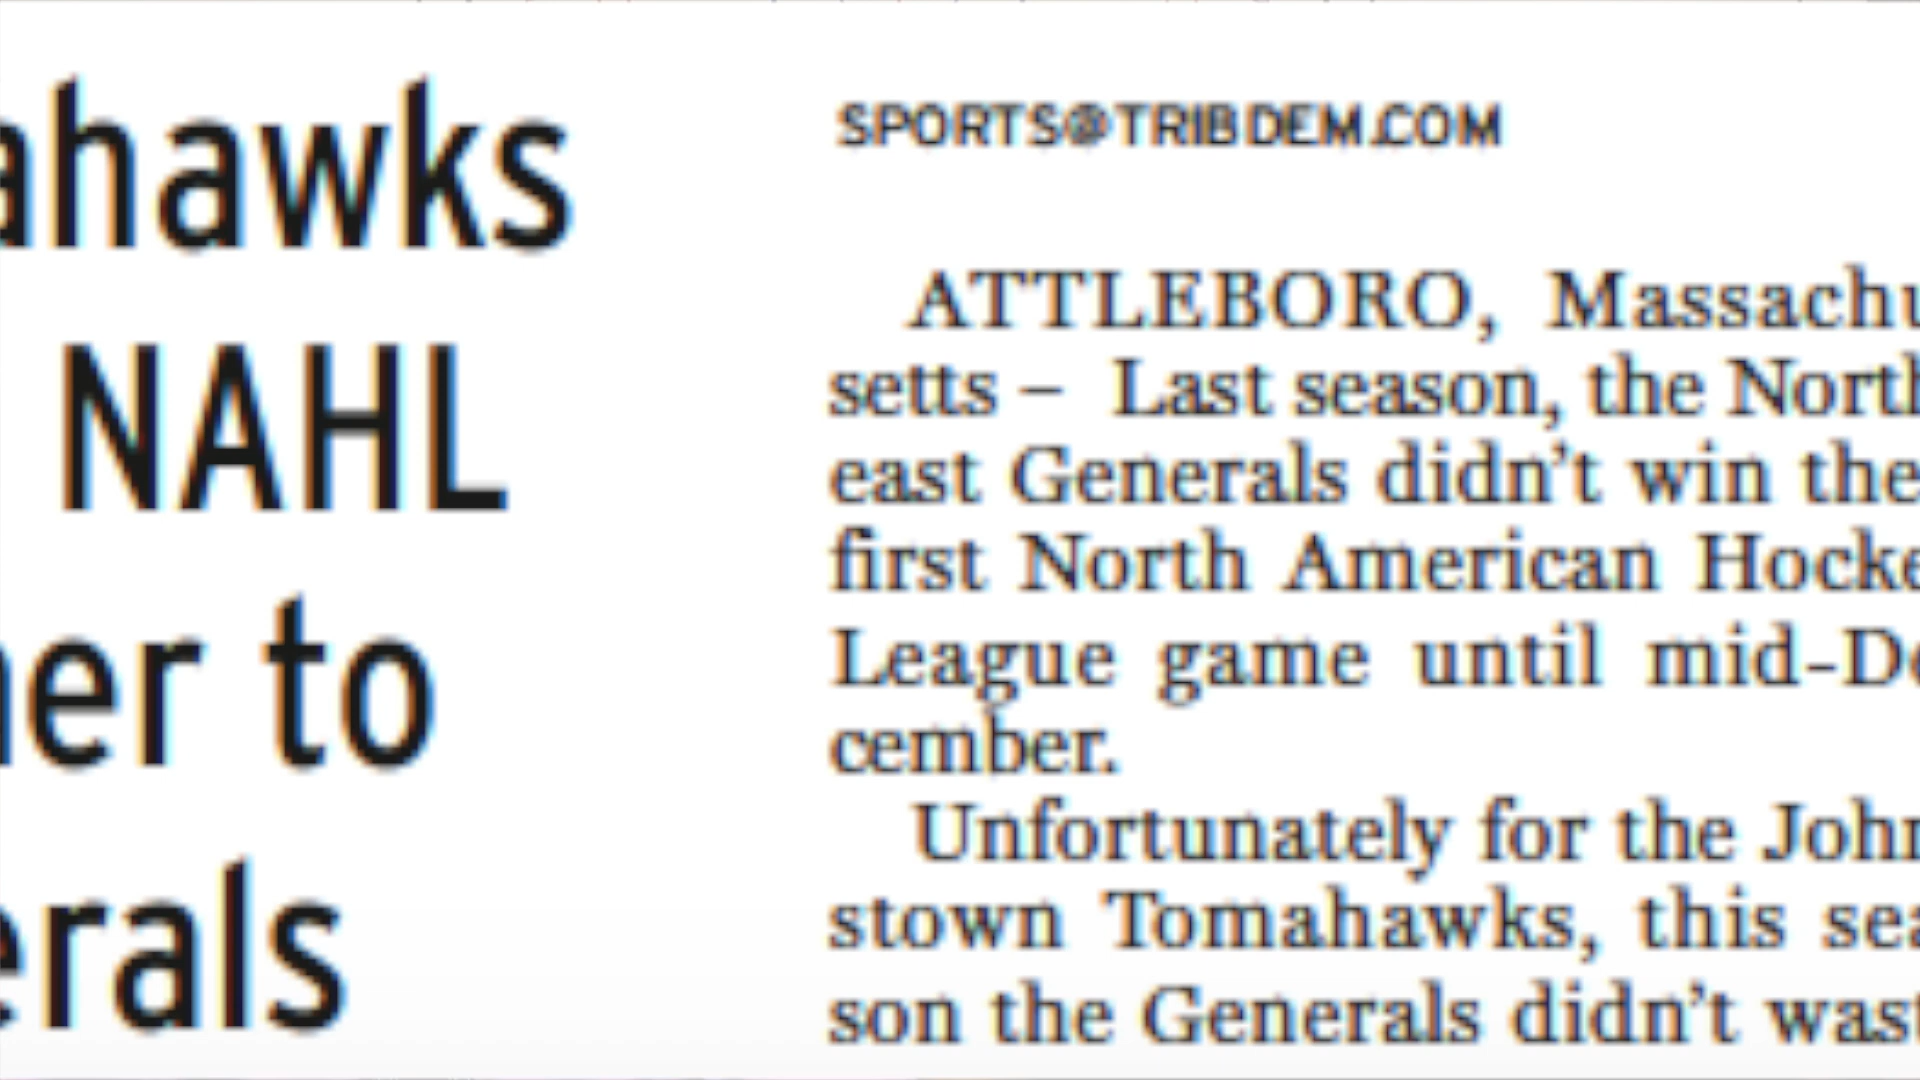 ahawks
NAHL
er to
erals
SPORTS@TRIBDEM.COM
ATTLEBORO, Massachu
setts – Last season, the North
east Generals didn't win the
first North American Hocke
League game until mid-De
cember.
Unfortunately for the John
stown Tomahawks, this sea
son the Generals didn't wast